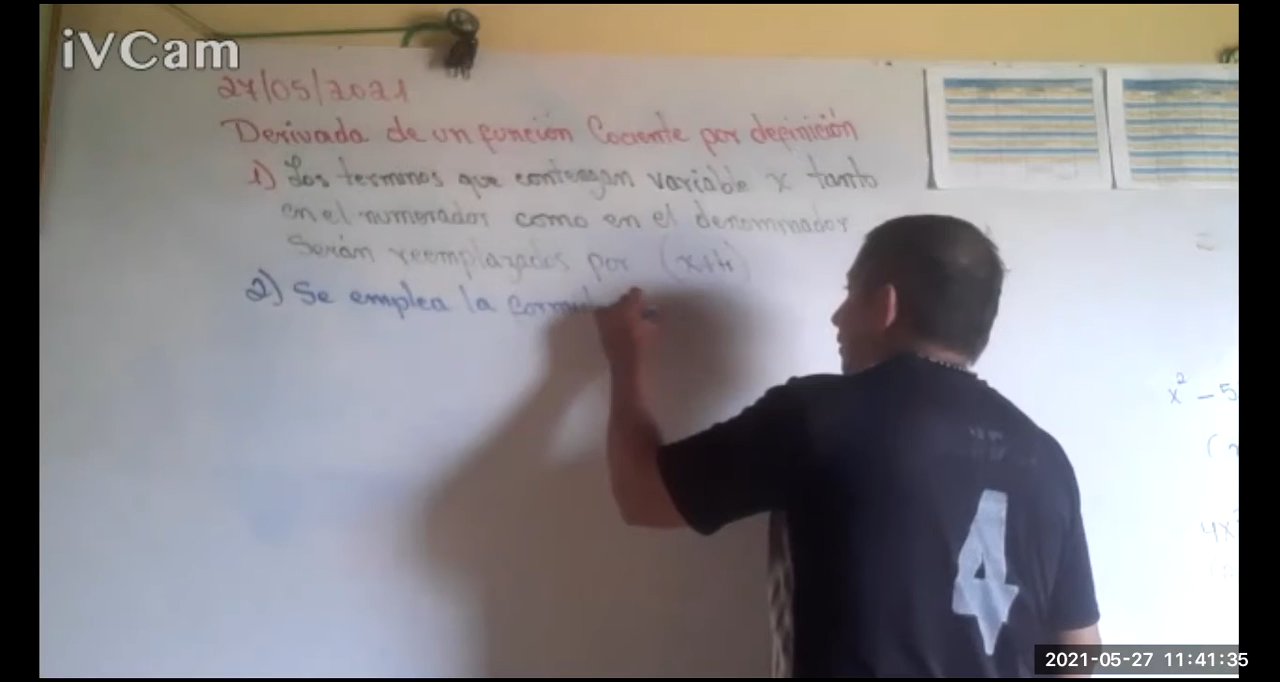 iVCam
27/05/2021
Derivada de un función Cociente por definición
1) Los terminos que contengan variable x tanto
en el numerador como en el denominador
Serán reemplazados por (x+h)
2) Se emplea la formul
x² - 5
(x
4x
4
2021-05-27 11:41:35